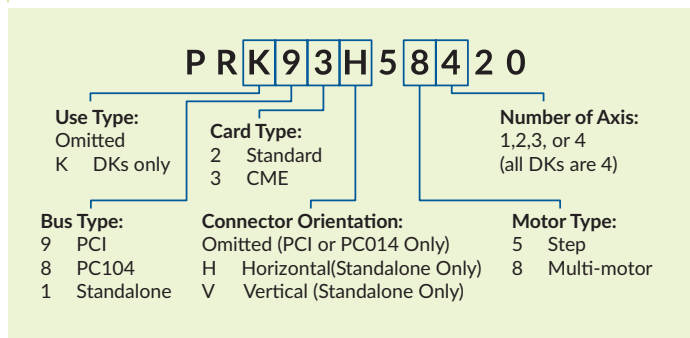 PRK93H58420
Use Type:
Omitted
K DKs only
Card Type:
2 Standard
3 CME
Number of Axis:
1,2,3, or 4
(all DKs are 4)
Bus Type:
9 PCI
8 PC104
1 Standalone
Connector Orientation:
Omitted (PCI or PC014 Only)
H Horizontal(Standalone Only)
V Vertical (Standalone Only)
Motor Type:
5 Step
8 Multi-motor